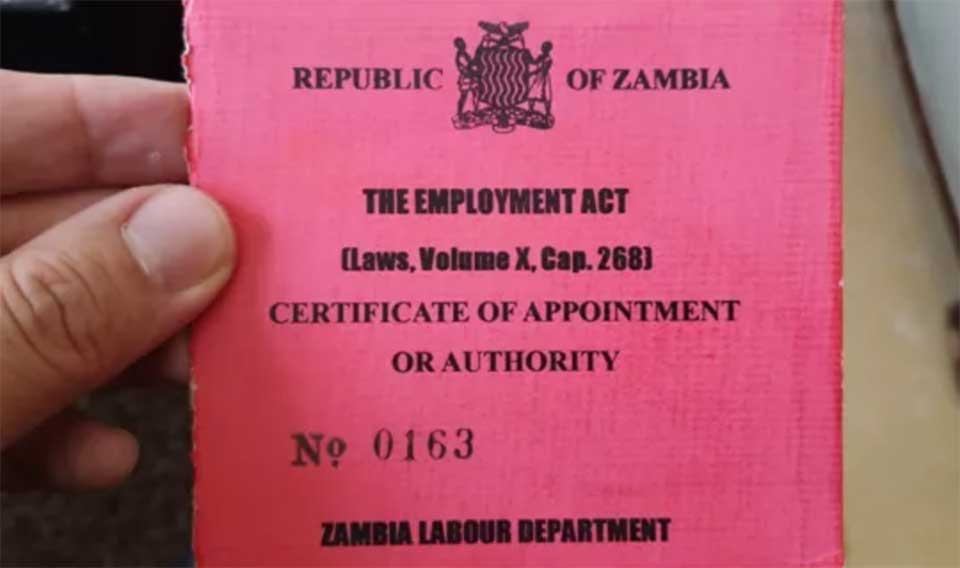 REPUBLIC OF ZAMBIA
THE EMPLOYMENT ACT
(Laws, Volume X, Cap. 268)
CERTIFICATE OF APPOINTMENT
OR AUTHORITY
Nº 0163
ZAMBIA LABOUR DEPARTMENT